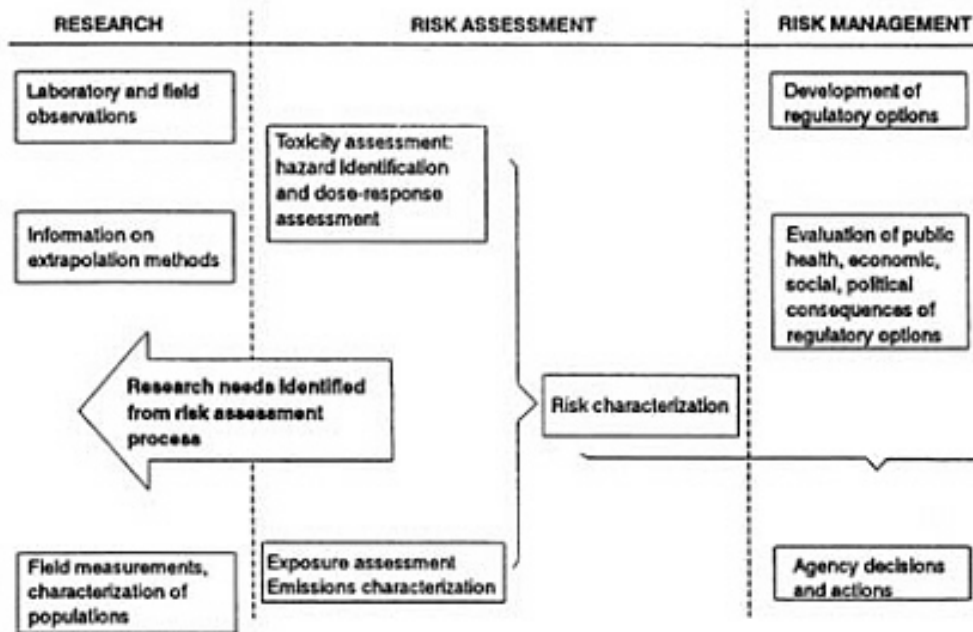 RESEARCH
RISK ASSESSMENT
RISK MANAGEMENT
Laboratory and field
observations
Information on
extrapolation methods
Research needs identified
from risk assessment
process
Field measurements,
characterization of
populations
Toxicity assessment:
hazard identification
and dose-response
assessment
Exposure assessment
Emissions characterization
Risk characterization
Development of
regulatory options
Evaluation of public
health, economic,
social, political
consequences of
regulatory options
Agency decisions
and actions